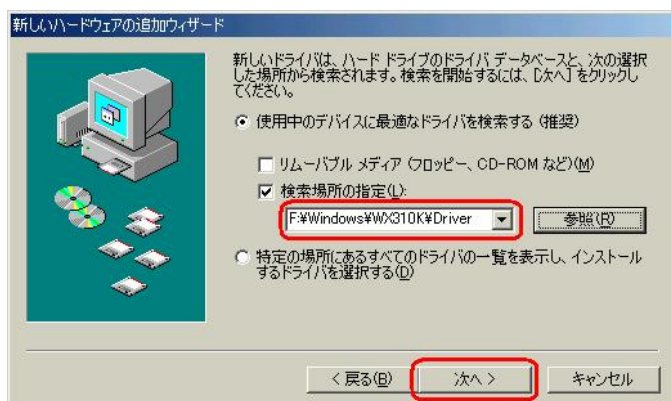 新しいハードウェアの追加ウィザード
新しいドライバは、ハード ドライブのドライバ データベースと、次の選択
した場所から検索されます。検索を開始するには、[次へ] をクリックし
てください。
使用中のデバイスに最適なドライバを検索する (推奨)
リムーバブル メディア (フロッピー、CD-ROM など)(M)
検索場所の指定(L):
F:¥Windows¥WX310K¥Driver
参照(R)
特定の場所にあるすべてのドライバの一覧を表示し、インストール
するドライバを選択する(D)
< 戻る(B)
次へ >
キャンセル